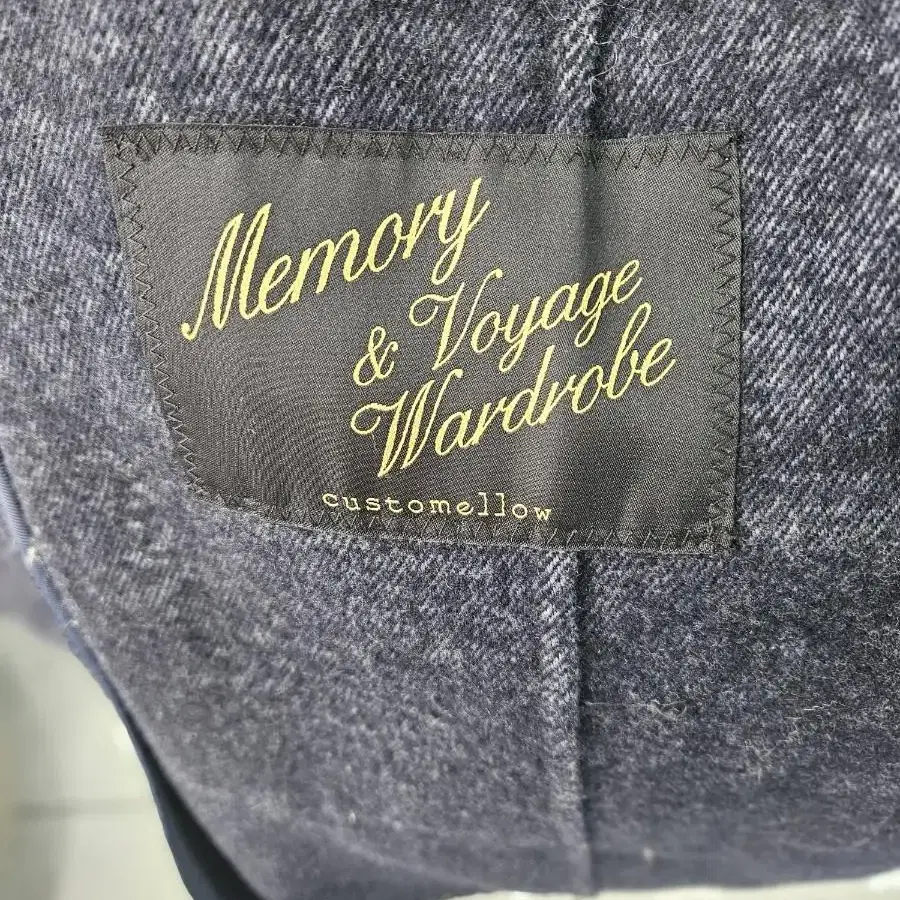 Memory
& Voyage
Wardrobe
customellow